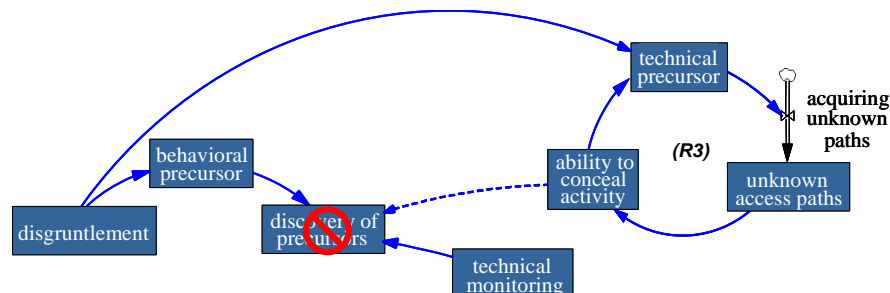 technical
precursor
acquiring
unknown
paths
behavioral
precursor
ability to
conceal
activity
(R3)
unknown
access paths
disgruntlement
discovery of
precursors
technical
monitoring